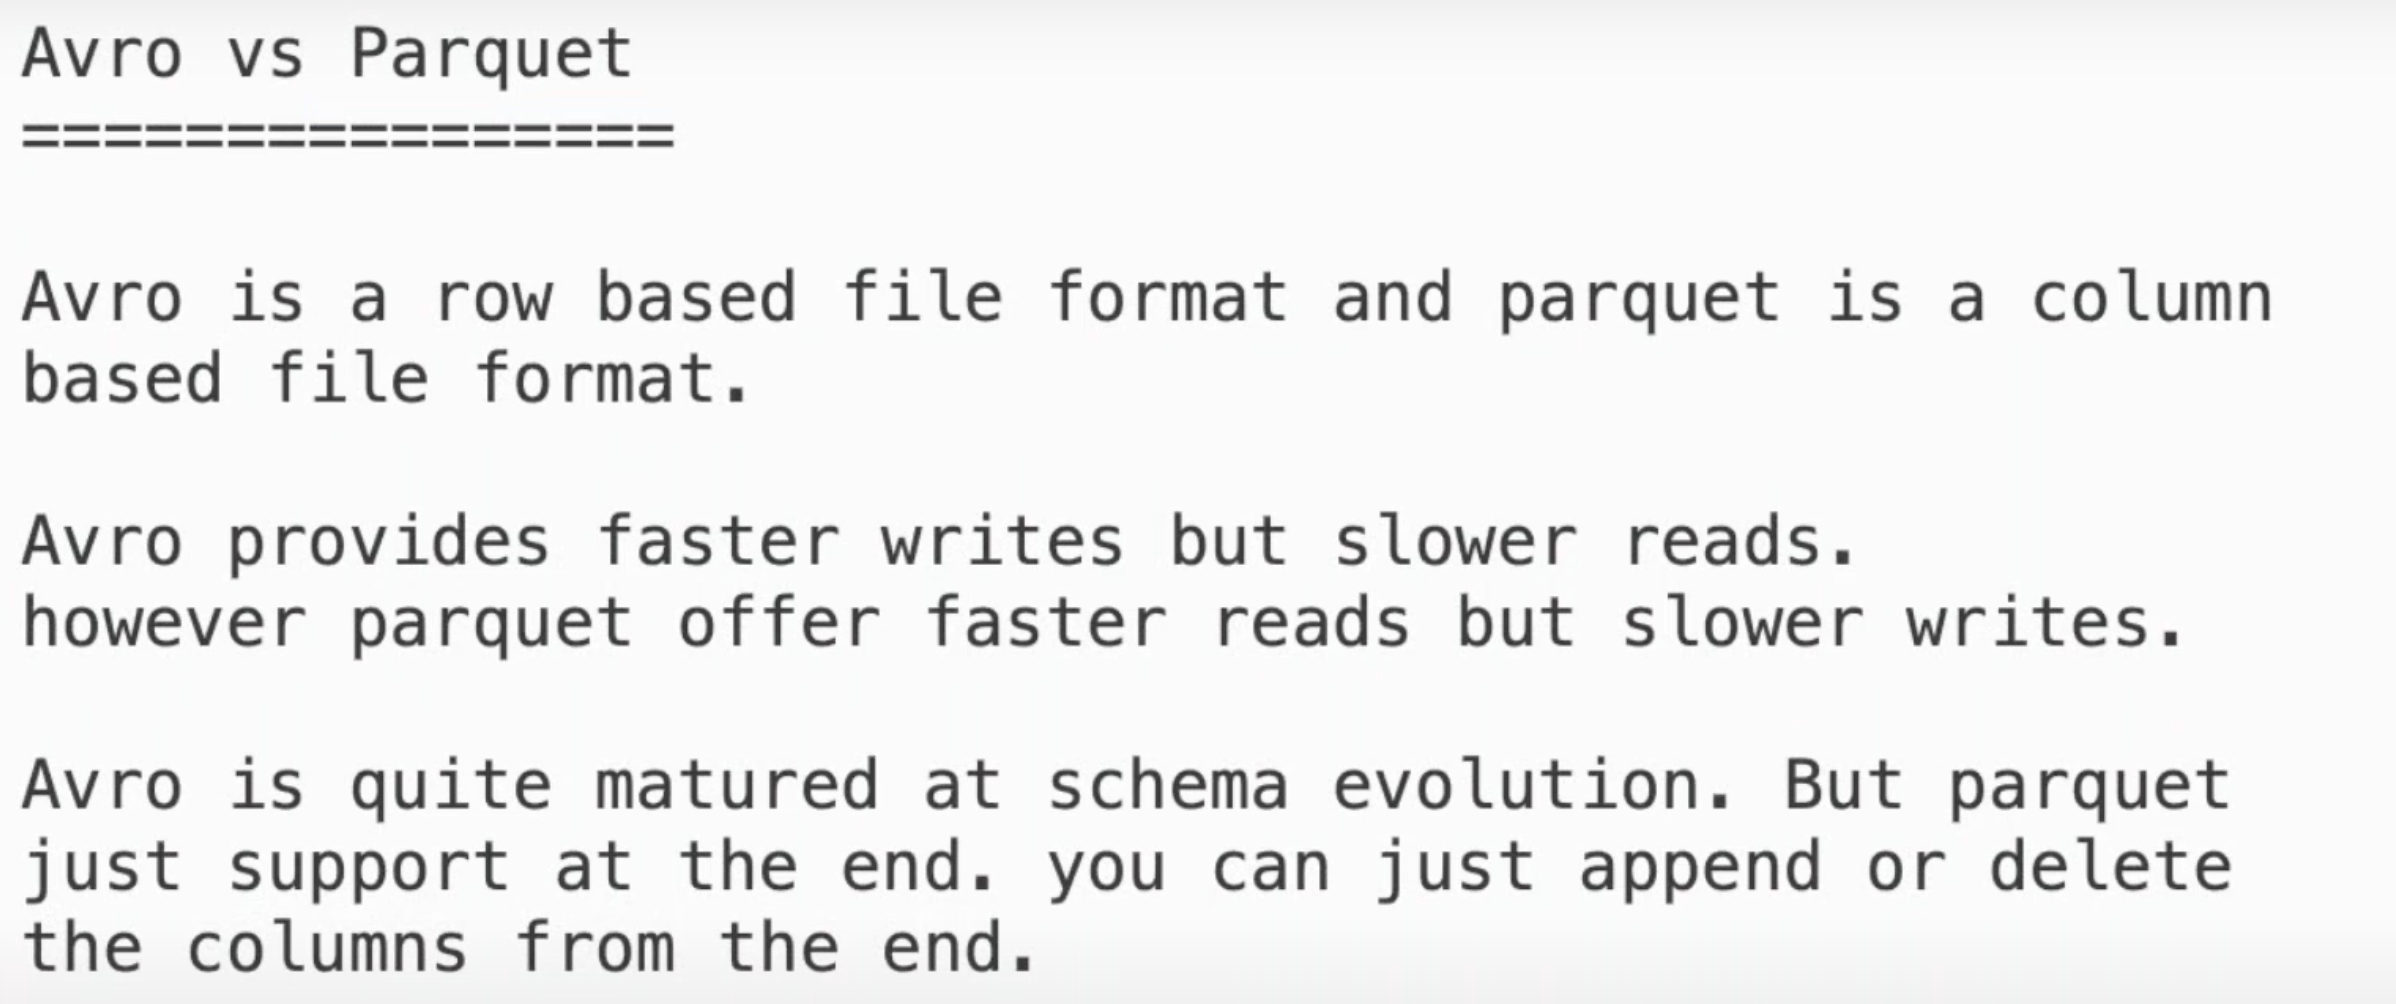 Avro vs Parquet
================
Avro is a row based file format and parquet is a column
based file format.
Avro provides faster writes but slower reads.
however parquet offer faster reads but slower writes.
Avro is quite matured at schema evolution. But parquet
just support at the end. you can just append or delete
the columns from the end.